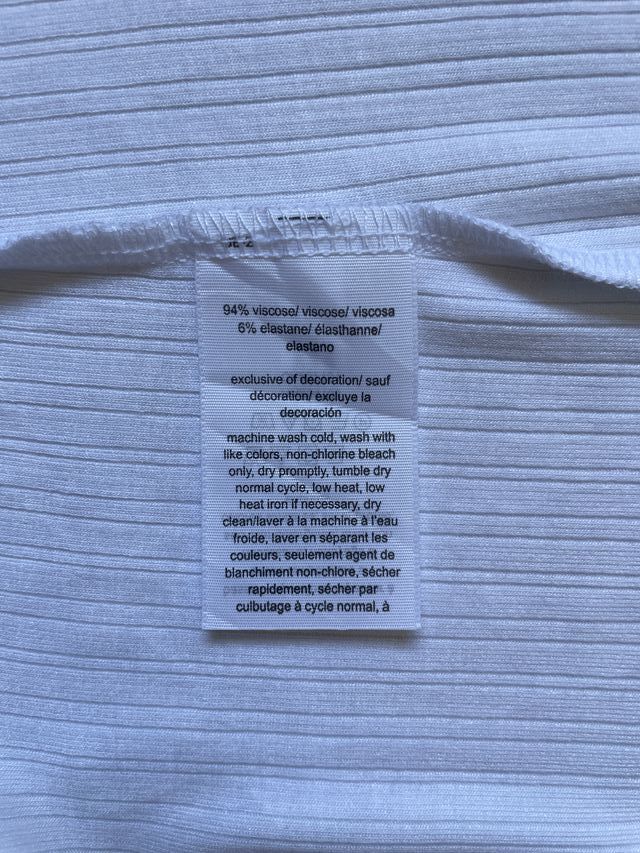 94% viscose/ viscose/ viscosa
6% elastane/ élasthanne/
elastano
exclusive of decoration/ sauf
décoration/ excluye la
decoración
machine wash cold, wash with
like colors, non-chlorine bleach
only, dry promptly, tumble dry
normal cycle, low heat, low
heat iron if necessary, dry
clean/laver à la machine à l'eau
froide, laver en séparant les
couleurs, seulement agent de
blanchiment non-chlore, sécher
rapidement, sécher par
culbutage à cycle normal, à